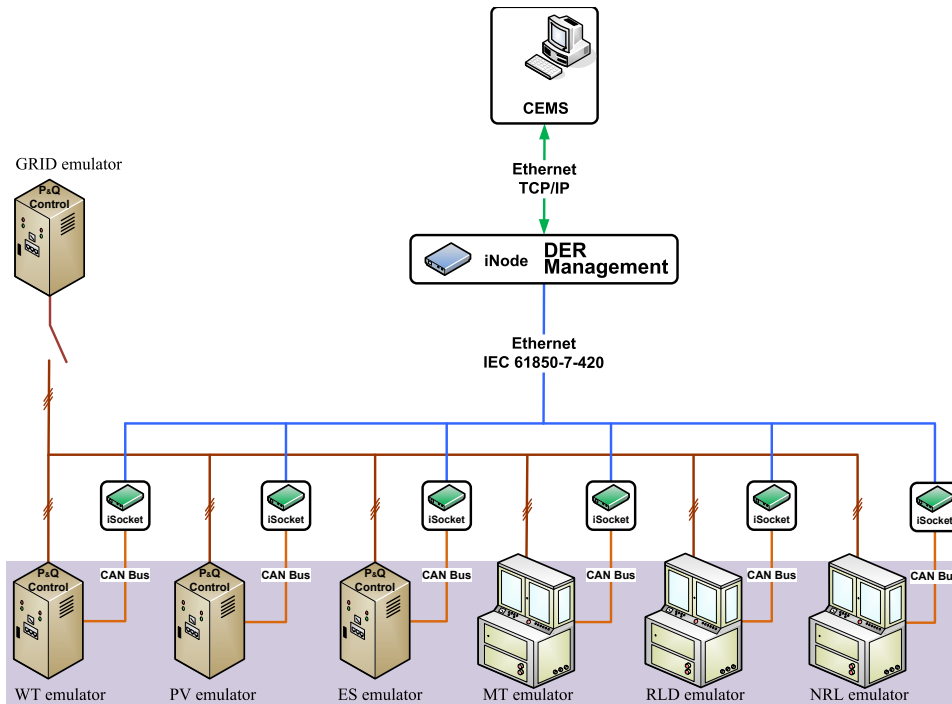 CEMS
Ethernet
TCP/IP
GRID emulator
P&Q
Control
iNode
DER
Management
Ethernet
IEC 61850-7-420
iSocket
iSocket
iSocket
iSocket
iSocket
iSocket
CAN Bus
CAN Bus
CAN Bus
CAN Bus
CAN Bus
CAN Bus
P&Q
Control
P&Q
Control
P&Q
Control
WT emulator
PV emulator
ES emulator
MT emulator
RLD emulator
NRL emulator